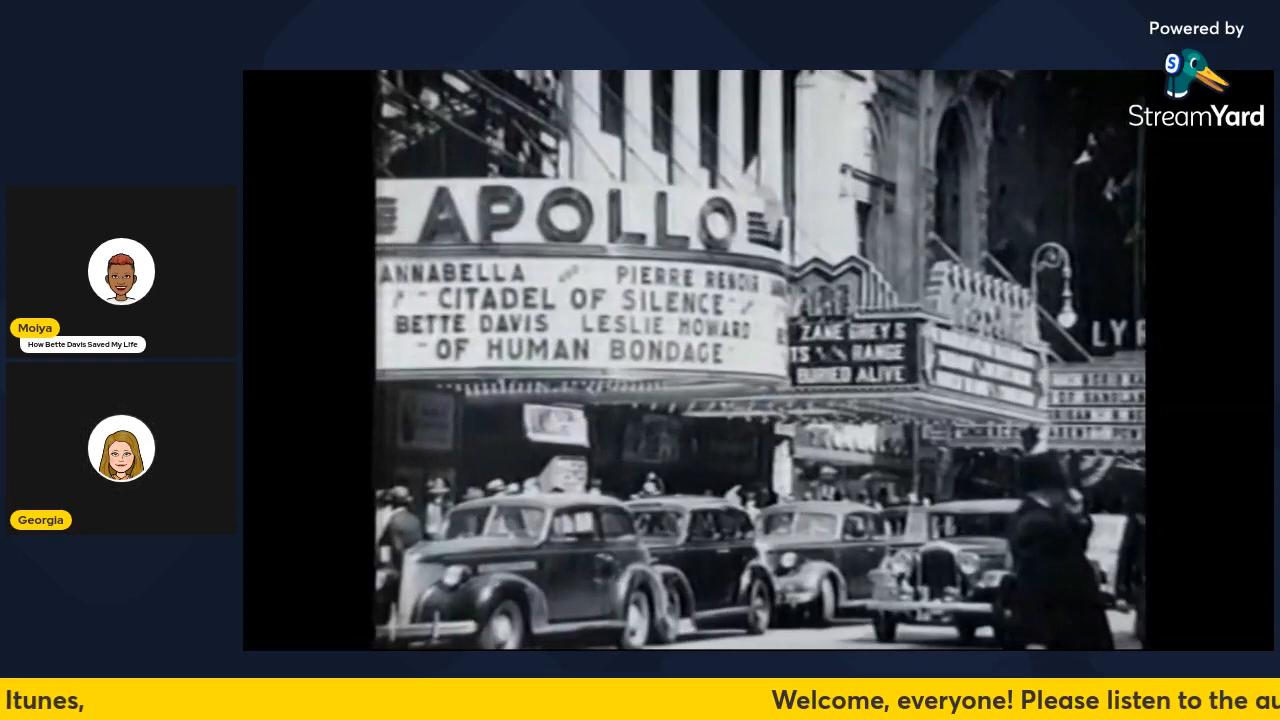 Powered by
StreamYard
APOLLO
ANNABELLA AND PIERRE RENOIR
"CITADEL OF SILENCE"
BETTE DAVIS LESLIE HOWARD
"OF HUMAN BONDAGE"
ZANE GREY'S
RANGE
BURIED ALIVE
LYR
Moiya
How Bette Davis Saved My Life
Georgia
Itunes,
Welcome, everyone! Please listen to the au